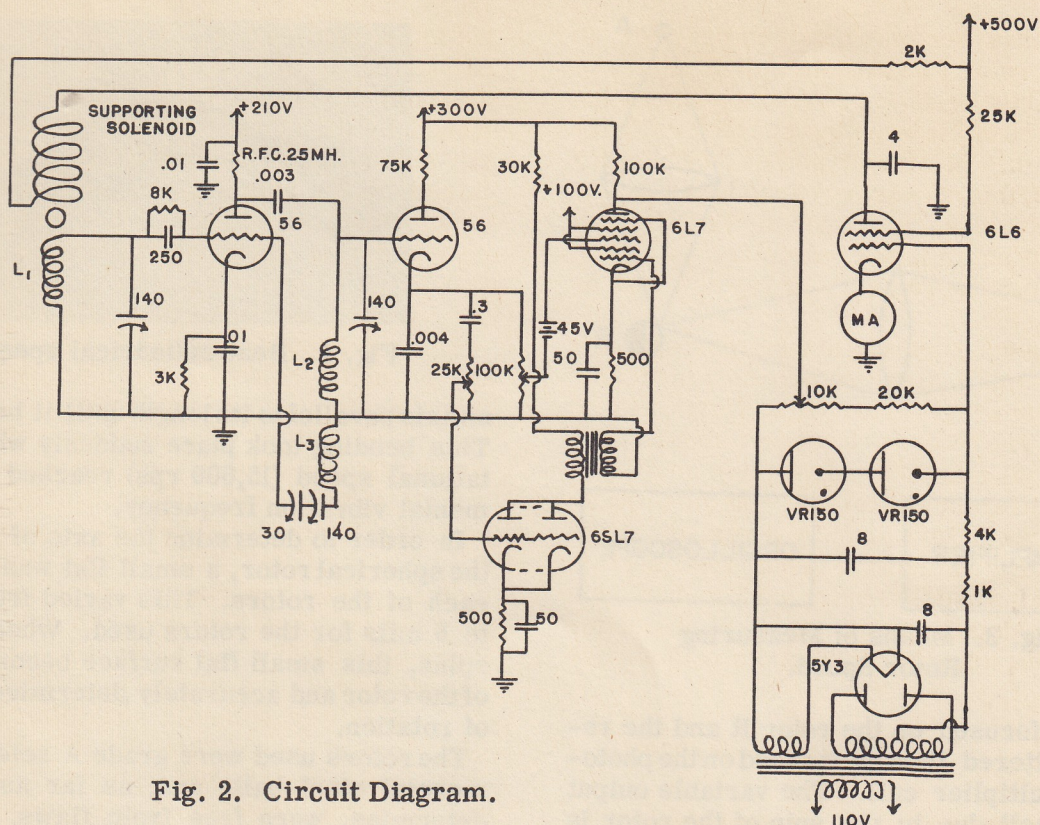 +500V
2K
SUPPORTING
SOLENOID
+210V
+300V
25K
4
.01
R.F.C. 25MH.
75K
30K
100K
8K
.003
+100V.
56
56
6L7
6L6
250
L1
140
140
.3
45V
MA
.01
.004
50
500
3K
L2
25K
100K
10K
20K
L3
VR150
VR150
30
140
6SL7
4K
8
1K
500
50
8
5Y3
110V
Fig. 2. Circuit Diagram.